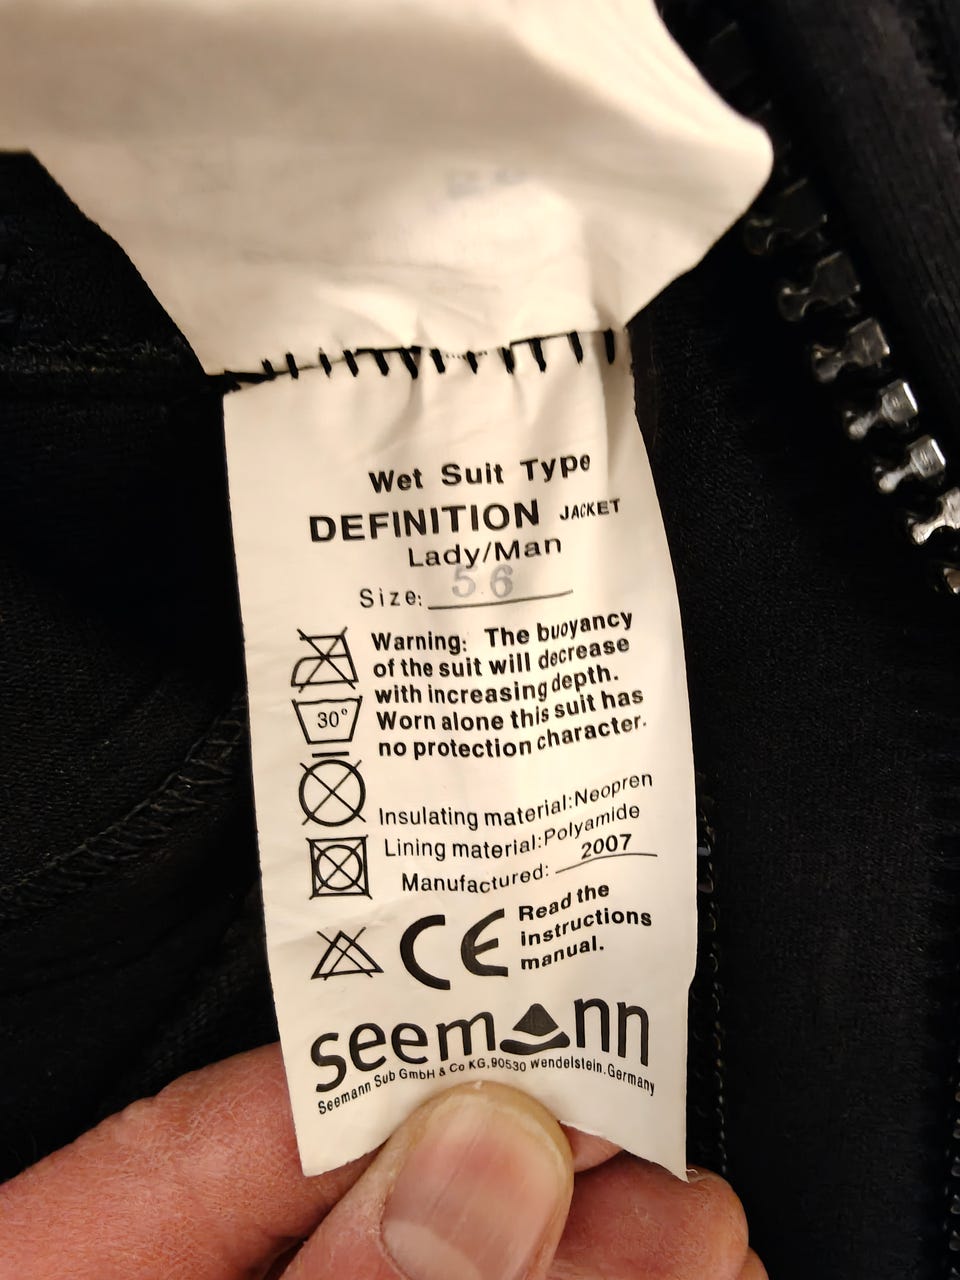 Wet Suit Type
DEFINITION JACKET
Lady/Man
Size: 56
Warning: The buoyancy
of the suit will decrease
with increasing depth.
Worn alone this suit has
no protection character.
30°
Insulating material:Neopren
Lining material:Polyamide
Manufactured: 2007
CE
Read the
instructions
manual.
seemann
Seemann Sub GmbH & Co KG,90530 Wendelstein.Germany